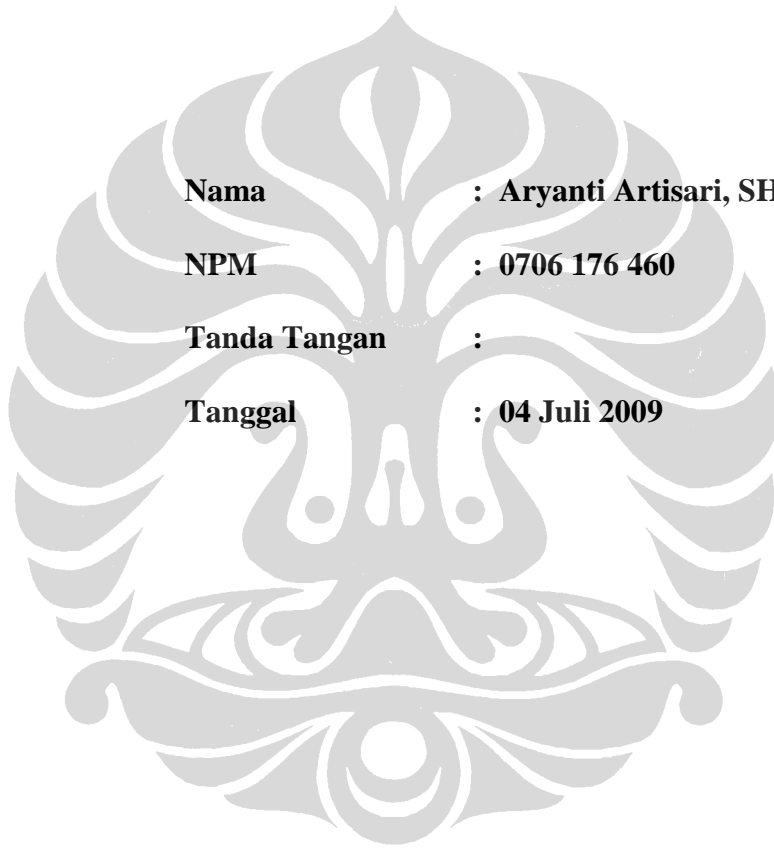 Nama : Aryanti Artisari, SH
NPM : 0706 176 460
Tanda Tangan :
Tanggal : 04 Juli 2009